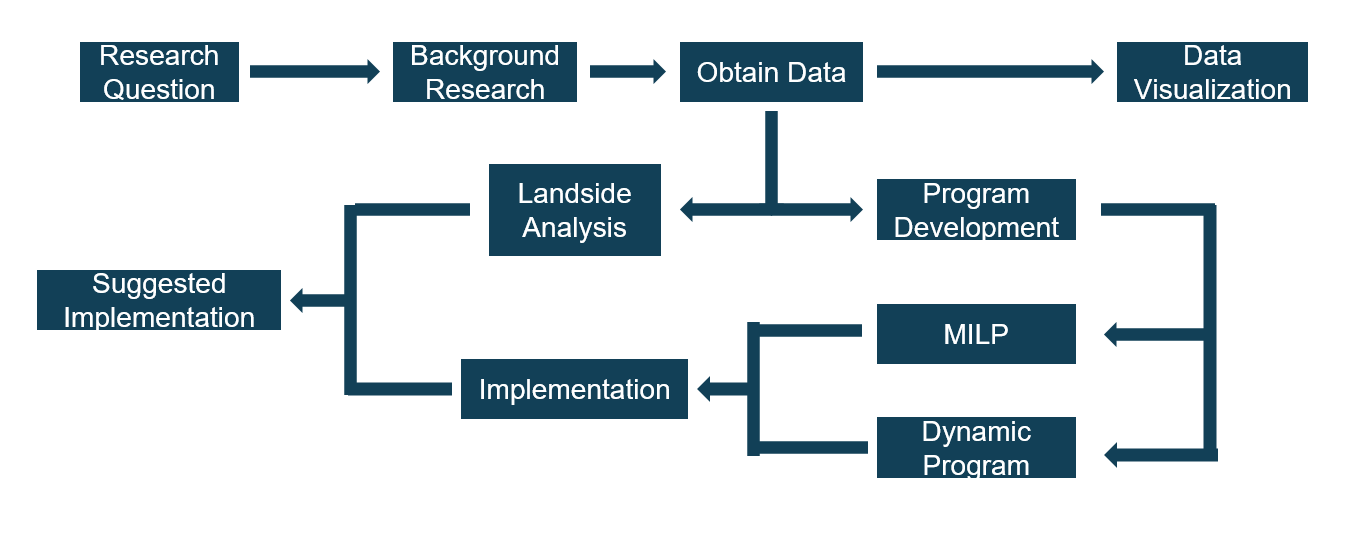 Research
Question
Background
Research
Obtain Data
Data
Visualization
Landside
Analysis
Program
Development
Suggested
Implementation
MILP
Implementation
Dynamic
Program